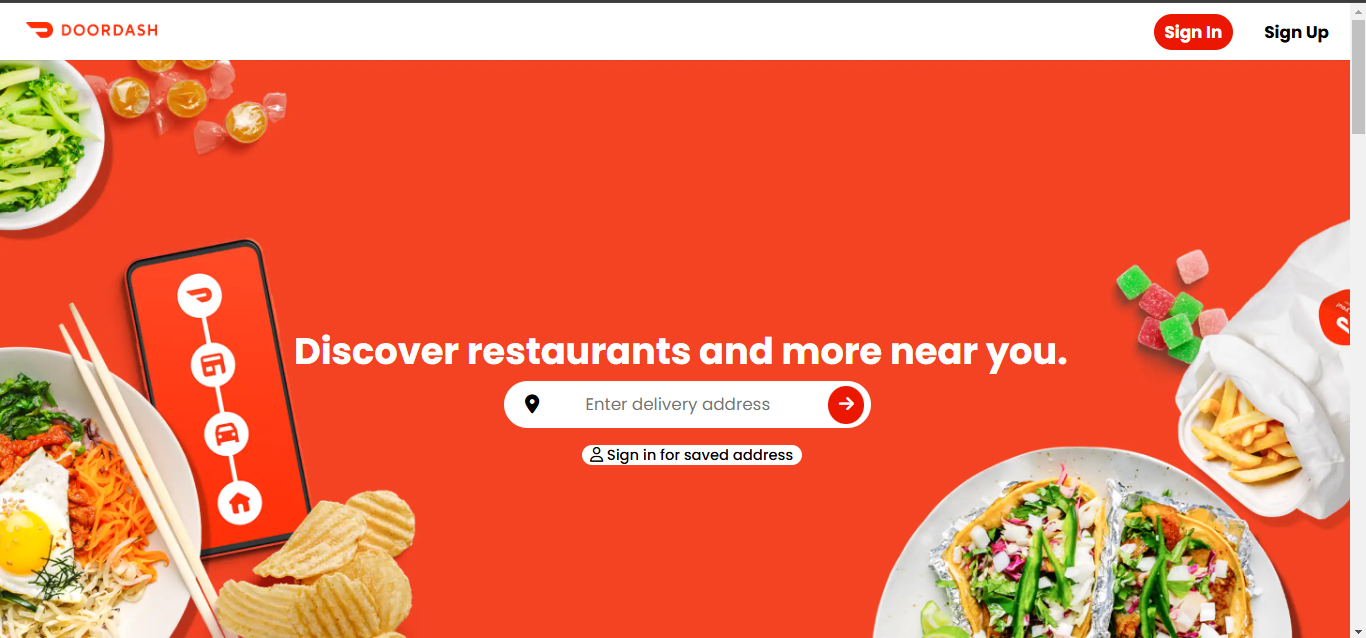 DOORDASH
Sign In
Sign Up
Discover restaurants and more near you.
Enter delivery address
Sign in for saved address